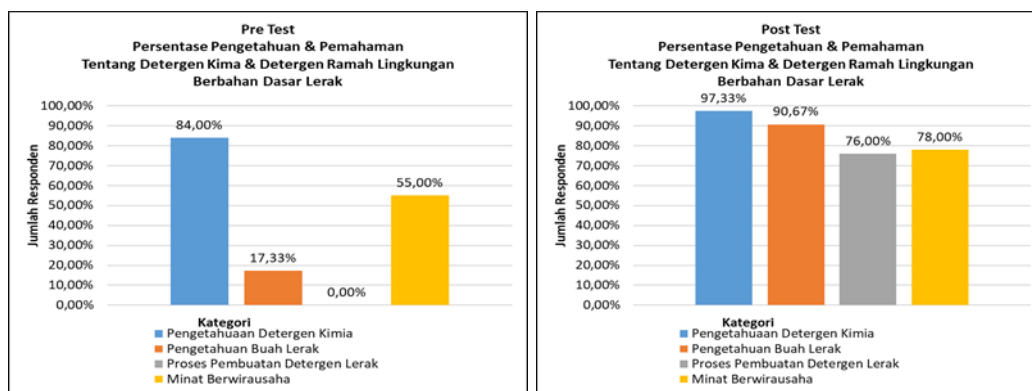 Pre Test
Persentase Pengetahuan & Pemahaman
Tentang Detergen Kima & Detergen Ramah Lingkungan
Berbahan Dasar Lerak
Jumlah Responden
100,00%
90,00%
80,00%
70,00%
60,00%
50,00%
40,00%
30,00%
20,00%
10,00%
0,00%
84,00%
17,33%
0,00%
55,00%
Kategori
Pengetahuaan Detergen Kimia
Pengetahuan Buah Lerak
Proses Pembuatan Detergen Lerak
Minat Berwirausaha
Post Test
Persentase Pengetahuan & Pemahaman
Tentang Detergen Kima & Detergen Ramah Lingkungan
Berbahan Dasar Lerak
Jumlah Responden
100,00%
90,00%
80,00%
70,00%
60,00%
50,00%
40,00%
30,00%
20,00%
10,00%
0,00%
97,33%
90,67%
76,00%
78,00%
Kategori
Pengetahuaan Detergen Kimia
Pengetahuan Buah Lerak
Proses Pembuatan Detergen Lerak
Minat Berwirausaha